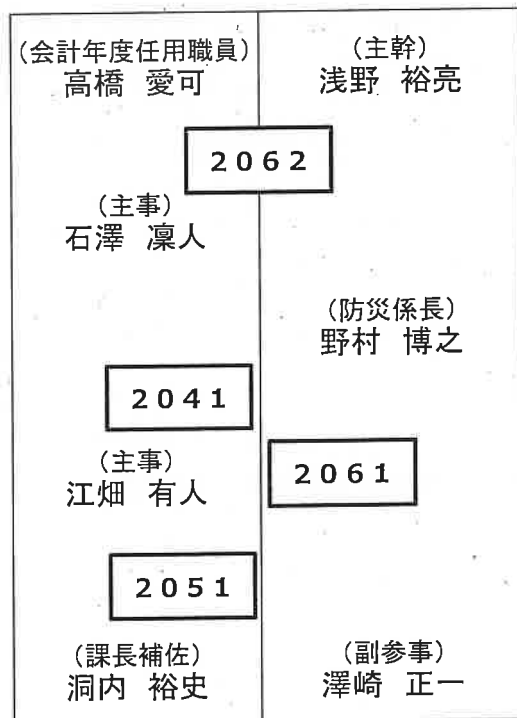 (会計年度任用職員)
高橋 愛可
(主幹)
浅野 裕亮
2062
(主事)
石澤 凜人
(防災係長)
野村 博之
2041
(主事)
江畑 有人
2061
2051
(課長補佐)
洞内 裕史
(副参事)
澤崎 正一